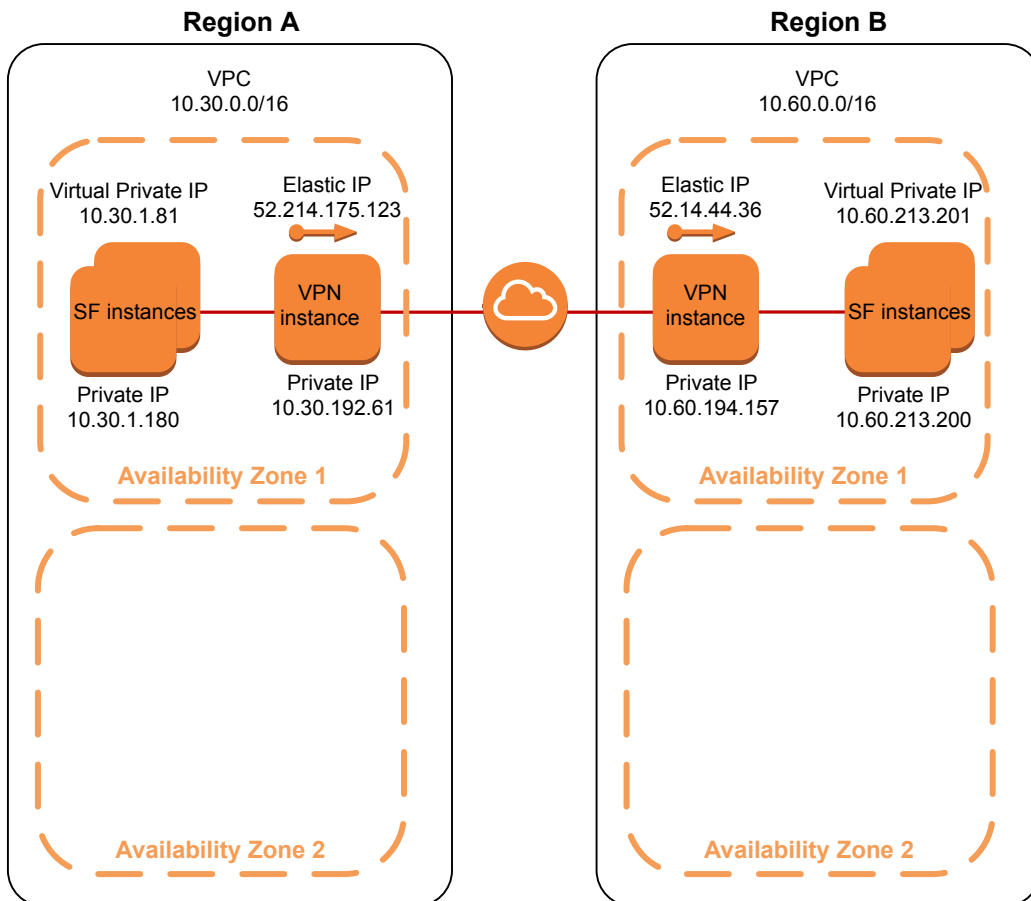 Region A
VPC
10.30.0.0/16
Virtual Private IP
10.30.1.81
Elastic IP
52.214.175.123
SF instances
VPN
instance
Private IP
10.30.1.180
Private IP
10.30.192.61
Availability Zone 1
Availability Zone 2
Region B
VPC
10.60.0.0/16
Elastic IP
52.14.44.36
Virtual Private IP
10.60.213.201
VPN
instance
SF instances
Private IP
10.60.194.157
Private IP
10.60.213.200
Availability Zone 1
Availability Zone 2